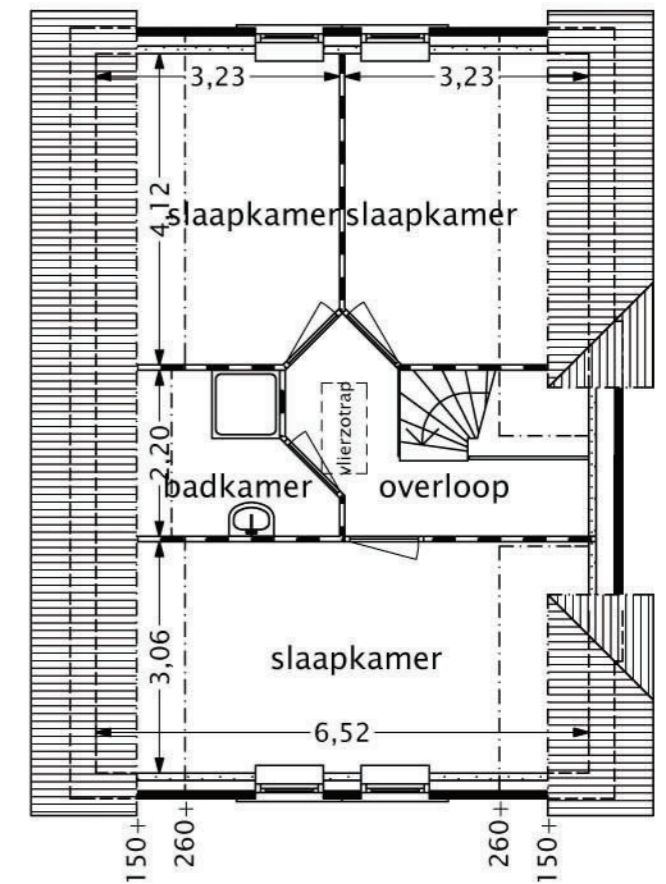 3,23
3,23
4,12
slaapkamer
slaapkamer
vlierzotrap
2,20
badkamer
overloop
3,06
slaapkamer
6,52
150+
260+
260+
150+